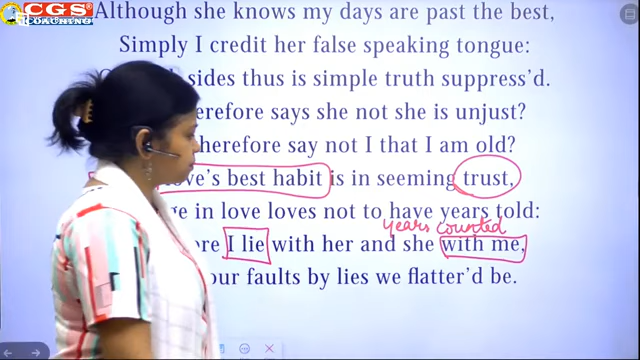 CGS
COACHING
Although she knows my days are past the best,
Simply I credit her false speaking tongue:
sides thus is simple truth suppress'd.
herefore says she not she is unjust?
herefore say not I that I am old?
love's best habit is in seeming trust,
ge in love loves not to have years told:
years counted
I lie with her and she with me,
our faults by lies we flatter'd be.